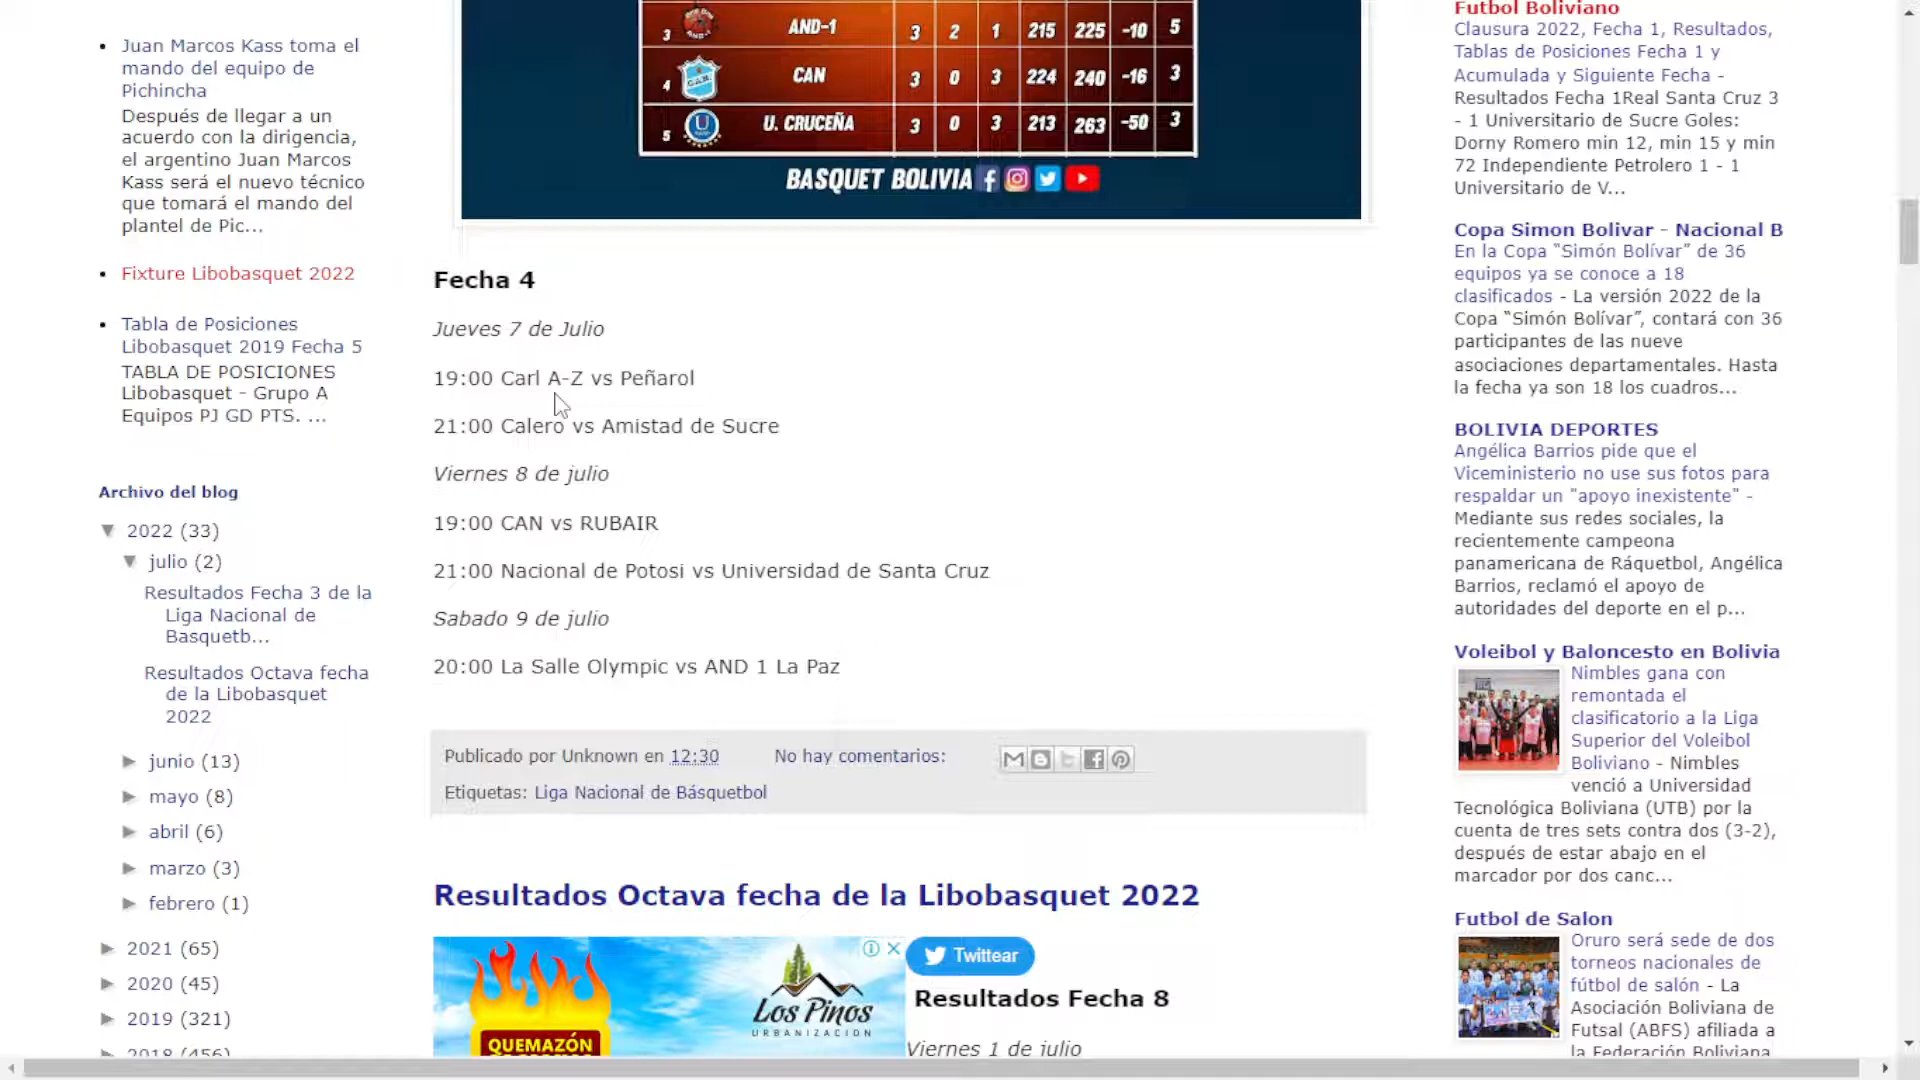 Juan Marcos Kass toma el
mando del equipo de
Pichincha
Después de llegar a un
acuerdo con la dirigencia,
el argentino Juan Marcos
Kass será el nuevo técnico
que tomará el mando del
plantel de Pic...
Fixture Libobasquet 2022
Tabla de Posiciones
Libobasquet 2019 Fecha 5
TABLA DE POSICIONES
Libobasquet - Grupo A
Equipos PJ GD PTS. ...
Archivo del blog
▼ 2022 (33)
▼ julio (2)
Resultados Fecha 3 de la
Liga Nacional de
Basquetb...
Resultados Octava fecha
de la Libobasquet
2022
► junio (13)
► mayo (8)
► abril (6)
► marzo (3)
► febrero (1)
► 2021 (65)
► 2020 (45)
► 2019 (321)
► 2018 (456)
3 AND-1 3 2 1 215 225 -10 5
4 CAN 3 0 3 224 240 -16 3
5 U. CRUCEÑA 3 0 3 213 263 -50 3
BASQUET BOLIVIA
Fecha 4
Jueves 7 de Julio
19:00 Carl A-Z vs Peñarol
21:00 Calero vs Amistad de Sucre
Viernes 8 de julio
19:00 CAN vs RUBAIR
21:00 Nacional de Potosi vs Universidad de Santa Cruz
Sabado 9 de julio
20:00 La Salle Olympic vs AND 1 La Paz
Publicado por Unknown en 12:30 No hay comentarios:
Etiquetas: Liga Nacional de Básquetbol
Resultados Octava fecha de la Libobasquet 2022
QUEMAZÓN
Los Pinos
URBANIZACIÓN
Twittear
Resultados Fecha 8
Viernes 1 de julio
Futbol Boliviano
Clausura 2022, Fecha 1, Resultados,
Tablas de Posiciones Fecha 1 y
Acumulada y Siguiente Fecha -
Resultados Fecha 1Real Santa Cruz 3
- 1 Universitario de Sucre Goles:
Dorny Romero min 12, min 15 y min
72 Independiente Petrolero 1 - 1
Universitario de V...
Copa Simon Bolivar - Nacional B
En la Copa “Simón Bolívar” de 36
equipos ya se conoce a 18
clasificados - La versión 2022 de la
Copa “Simón Bolívar”, contará con 36
participantes de las nueve
asociaciones departamentales. Hasta
la fecha ya son 18 los cuadros...
BOLIVIA DEPORTES
Angélica Barrios pide que el
Viceministerio no use sus fotos para
respaldar un "apoyo inexistente" -
Mediante sus redes sociales, la
recientemente campeona
panamericana de Ráquetbol, Angélica
Barrios, reclamó el apoyo de
autoridades del deporte en el p...
Voleibol y Baloncesto en Bolivia
Nimbles gana con
remontada el
clasificatorio a la Liga
Superior del Voleibol
Boliviano - Nimbles
venció a Universidad
Tecnológica Boliviana (UTB) por la
cuenta de tres sets contra dos (3-2),
después de estar abajo en el
marcador por dos canc...
Futbol de Salon
Oruro será sede de dos
torneos nacionales de
fútbol de salón - La
Asociación Boliviana de
Futsal (ABFS) afiliada a
la Federación Boliviana